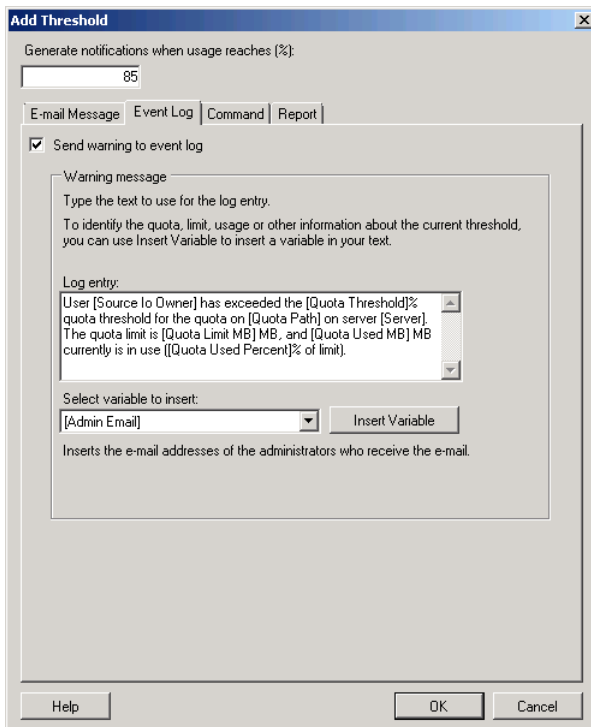 Add Threshold
Generate notifications when usage reaches (%):
85
E-mail Message Event Log Command Report
Send warning to event log
Warning message
Type the text to use for the log entry.
To identify the quota, limit, usage or other information about the current threshold,
you can use Insert Variable to insert a variable in your text.
Log entry:
User [Source Io Owner] has exceeded the [Quota Threshold]%
quota threshold for the quota on [Quota Path] on server [Server].
The quota limit is [Quota Limit MB] MB, and [Quota Used MB] MB
currently is in use ([Quota Used Percent]% of limit).
Select variable to insert:
[Admin Email] Insert Variable
Inserts the e-mail addresses of the administrators who receive the e-mail.
Help OK Cancel